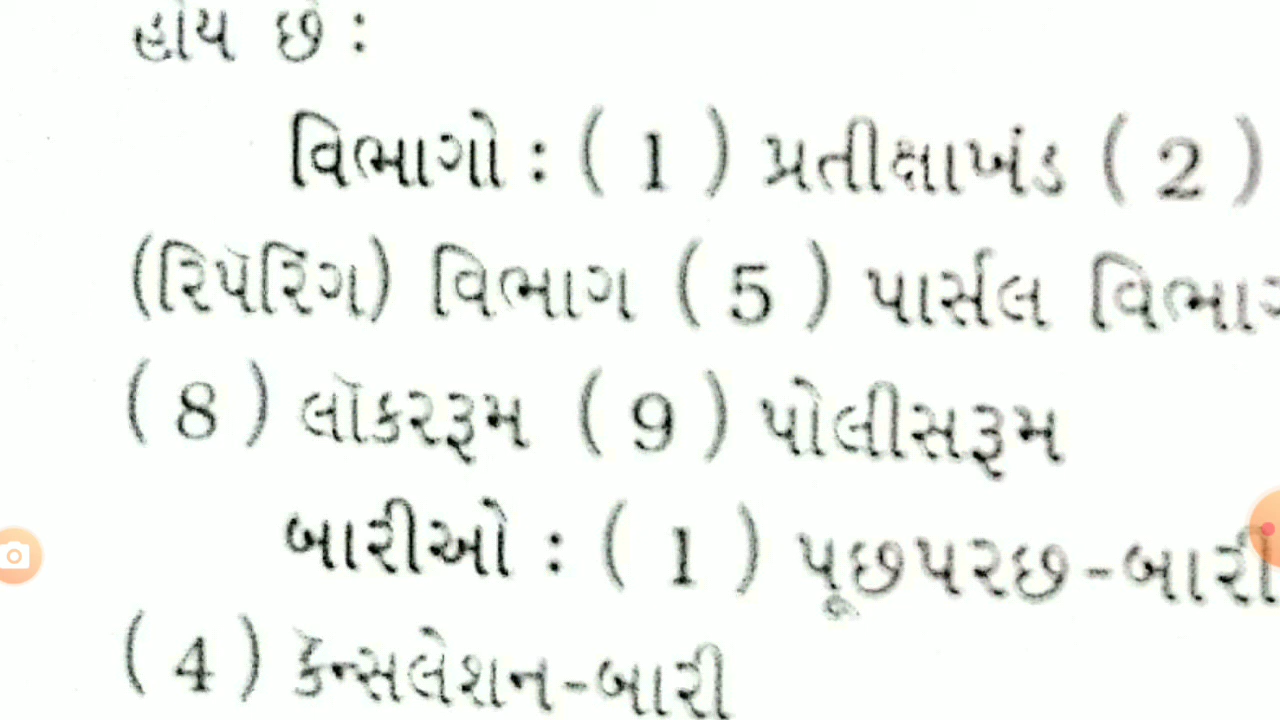 હોય છે :
વિભાગો : ( 1 ) પ્રતીક્ષાખંડ ( 2 )
(રિપેરિંગ) વિભાગ ( 5 ) પાર્સલ વિભાગ
( 8 ) લૉકરરૂમ ( 9 ) પોલીસરૂમ
બારીઓ : ( 1 ) પૂછપરછ-બારી
( 4 ) કૅન્સલેશન-બારી